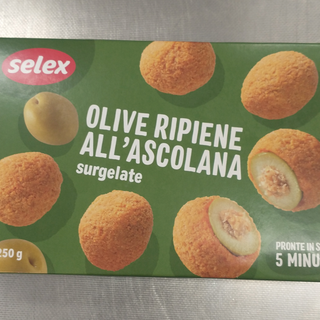 selex
OLIVE RIPIENE
ALL'ASCOLANA
surgelate
250 g
PRONTE IN
5